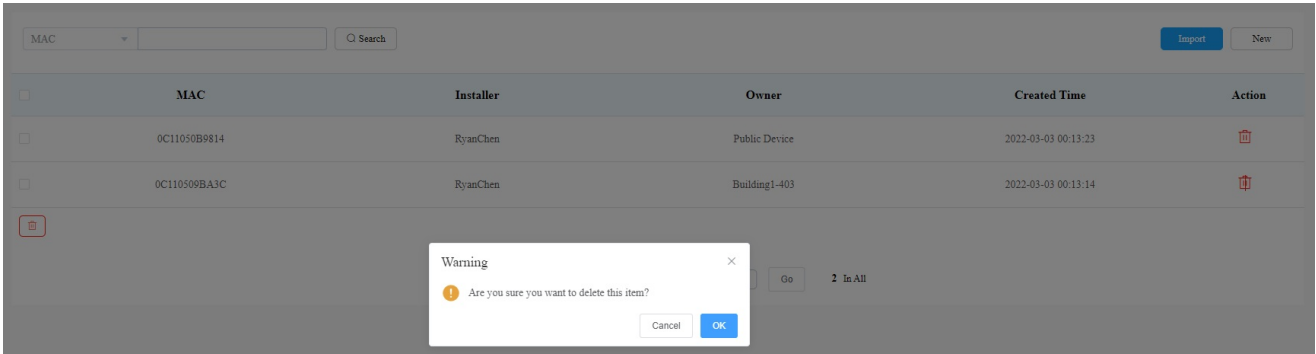 MAC Search Import New
MAC Installer Owner Created Time Action
0C11050B9814 RyanChen Public Device 2022-03-03 00:13:23
0C110509BA3C RyanChen Building1-403 2022-03-03 00:13:14
Warning
Go 2 In All
Are you sure you want to delete this item?
Cancel OK